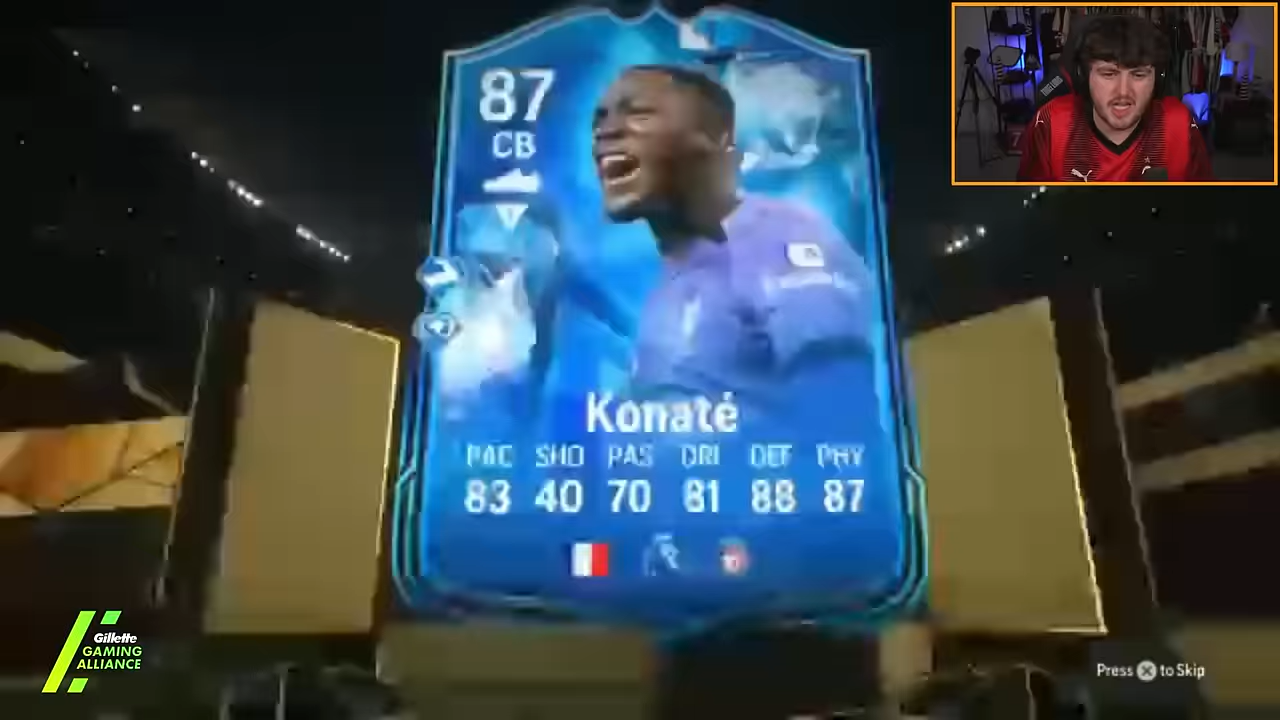 87
CB
Konaté
PAC SHO PAS DRI DEF PHY
83 40 70 81 88 87
Gillette
GAMING
ALLIANCE
Press X to Skip